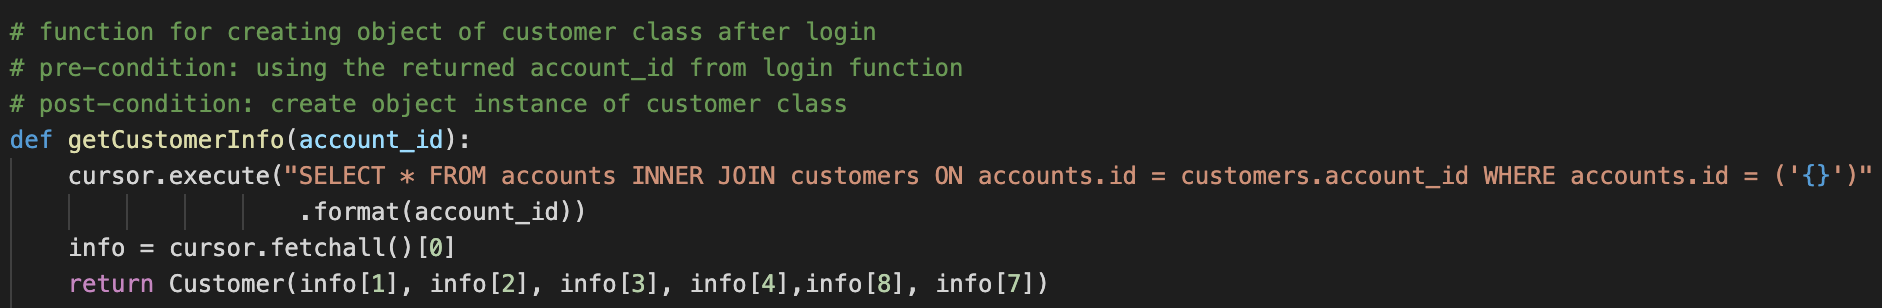 # function for creating object of customer class after login
# pre-condition: using the returned account_id from login function
# post-condition: create object instance of customer class
def getCustomerInfo(account_id):
    cursor.execute("SELECT * FROM accounts INNER JOIN customers ON accounts.id = customers.account_id WHERE accounts.id = ('{}')"
                    .format(account_id))
    info = cursor.fetchall()[0]
    return Customer(info[1], info[2], info[3], info[4],info[8], info[7])